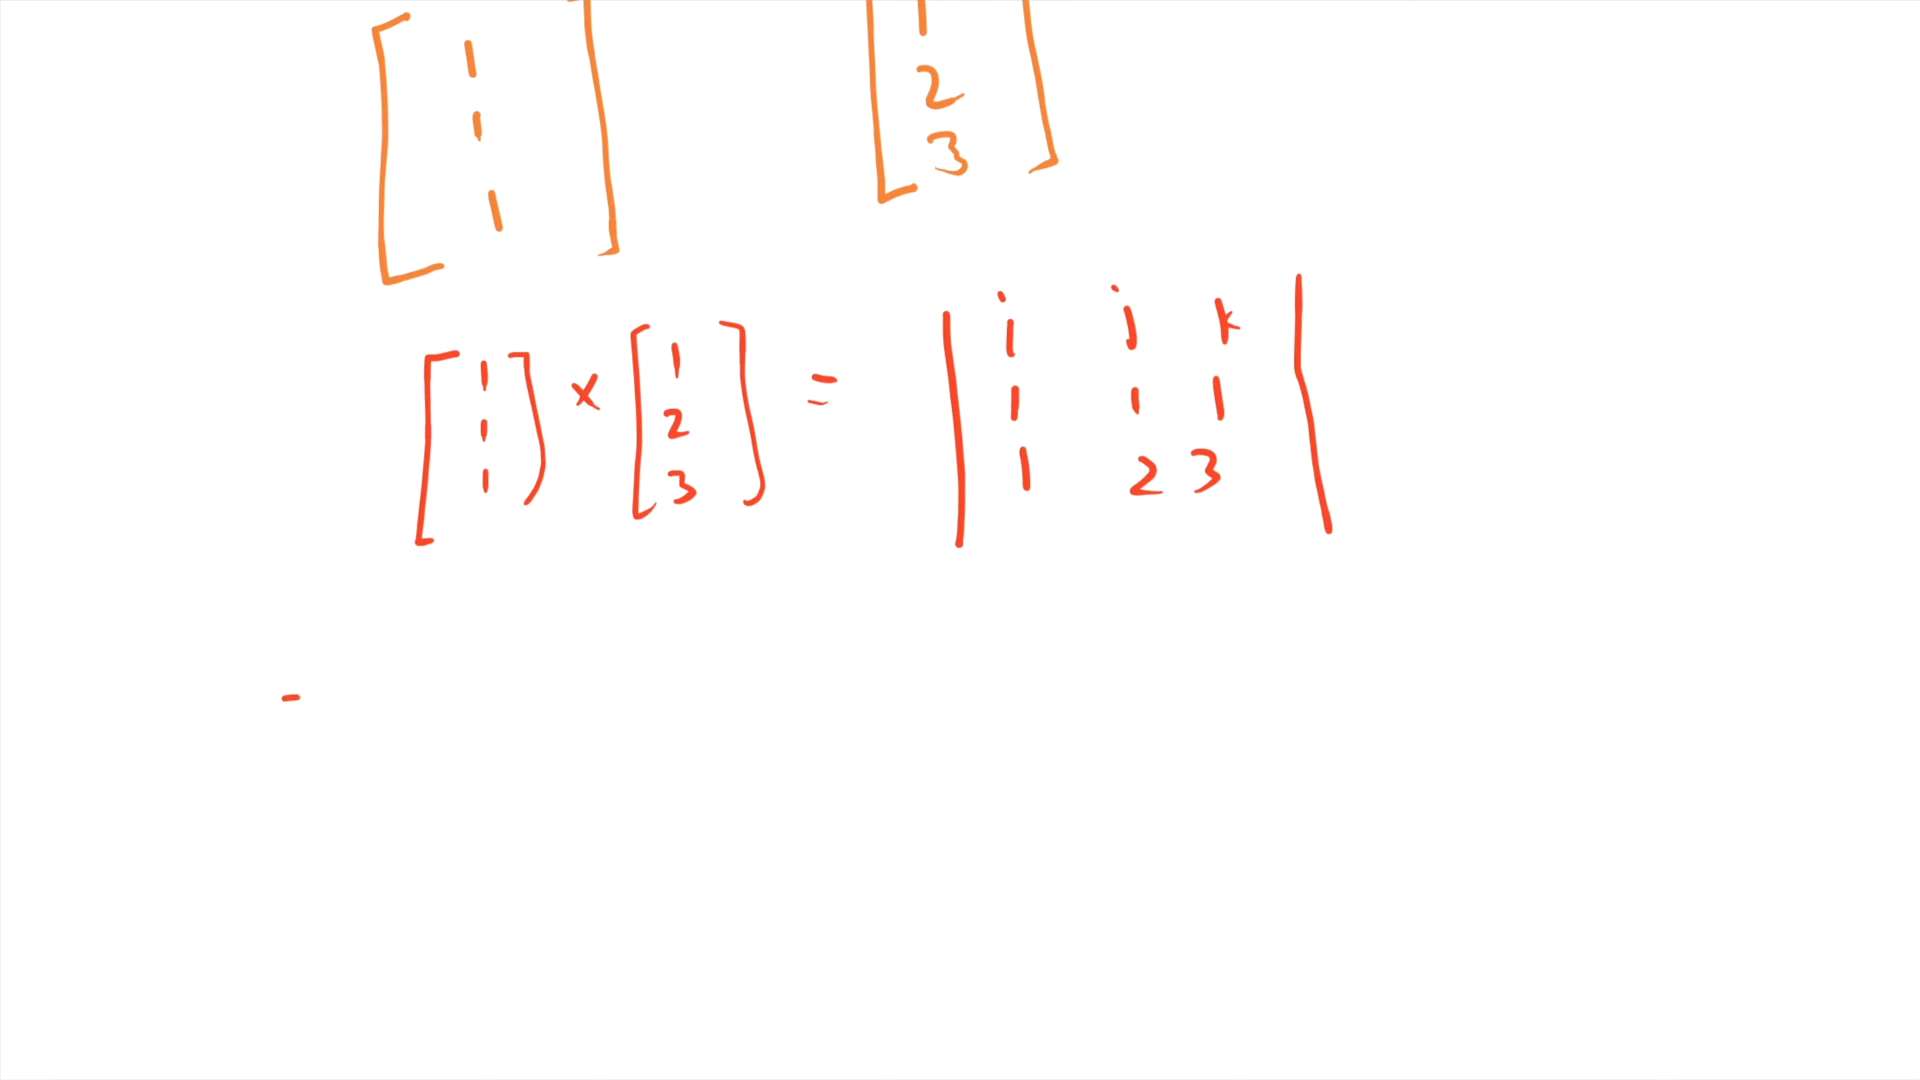 [ 1 1 1 ] [ 1 2 3 ]
[ 1 1 1 ] × [ 1 2 3 ] = | i j k |
| 1 1 1 |
| 1 2 3 |
-